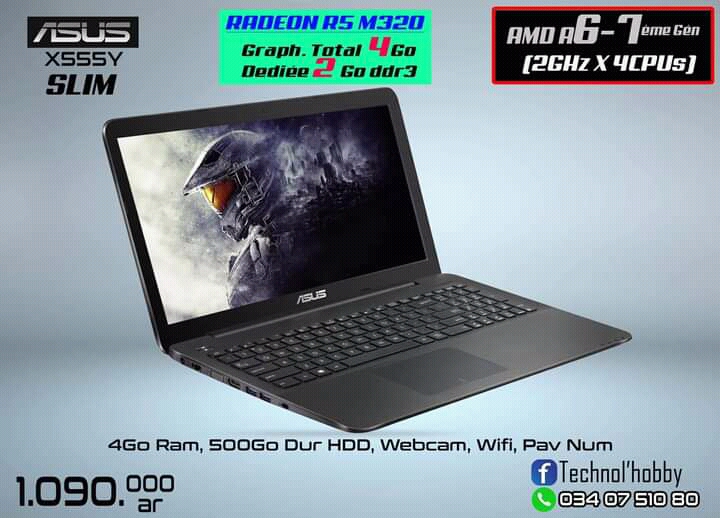 ASUS
X555Y
SLIM
RADEON R5 M320
Graph. Total 4Go
Dediée 2 Go ddr3
AMD A6-7ème Gén
(2GHz X 4CPUs)
ASUS
4Go Ram, 500Go Dur HDD, Webcam, Wifi, Pav Num
1.090.000 ar
Technol'hobby
034 07 510 80